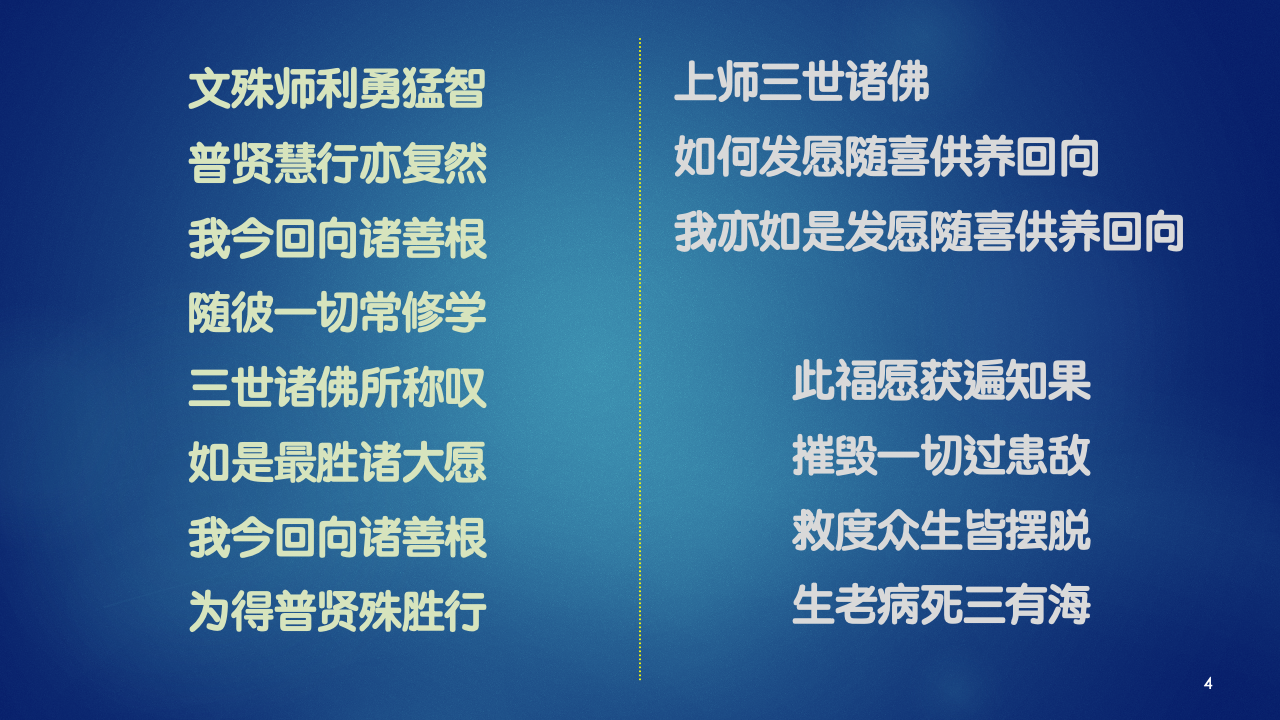 文殊师利勇猛智
普贤慧行亦复然
我今回向诸善根
随彼一切常修学
三世诸佛所称叹
如是最胜诸大愿
我今回向诸善根
为得普贤殊胜行
上师三世诸佛
如何发愿随喜供养回向
我亦如是发愿随喜供养回向
此福愿获遍知果
摧毁一切过患敌
救度众生皆摆脱
生老病死三有海
4